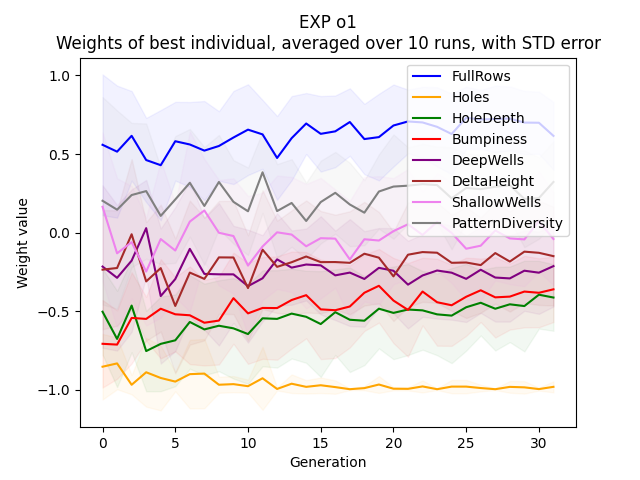 EXP o1
Weights of best individual, averaged over 10 runs, with STD error
1.0
0.5
0.0
−0.5
−1.0
Weight value
FullRows
Holes
HoleDepth
Bumpiness
DeepWells
DeltaHeight
ShallowWells
PatternDiversity
0 5 10 15 20 25 30
Generation